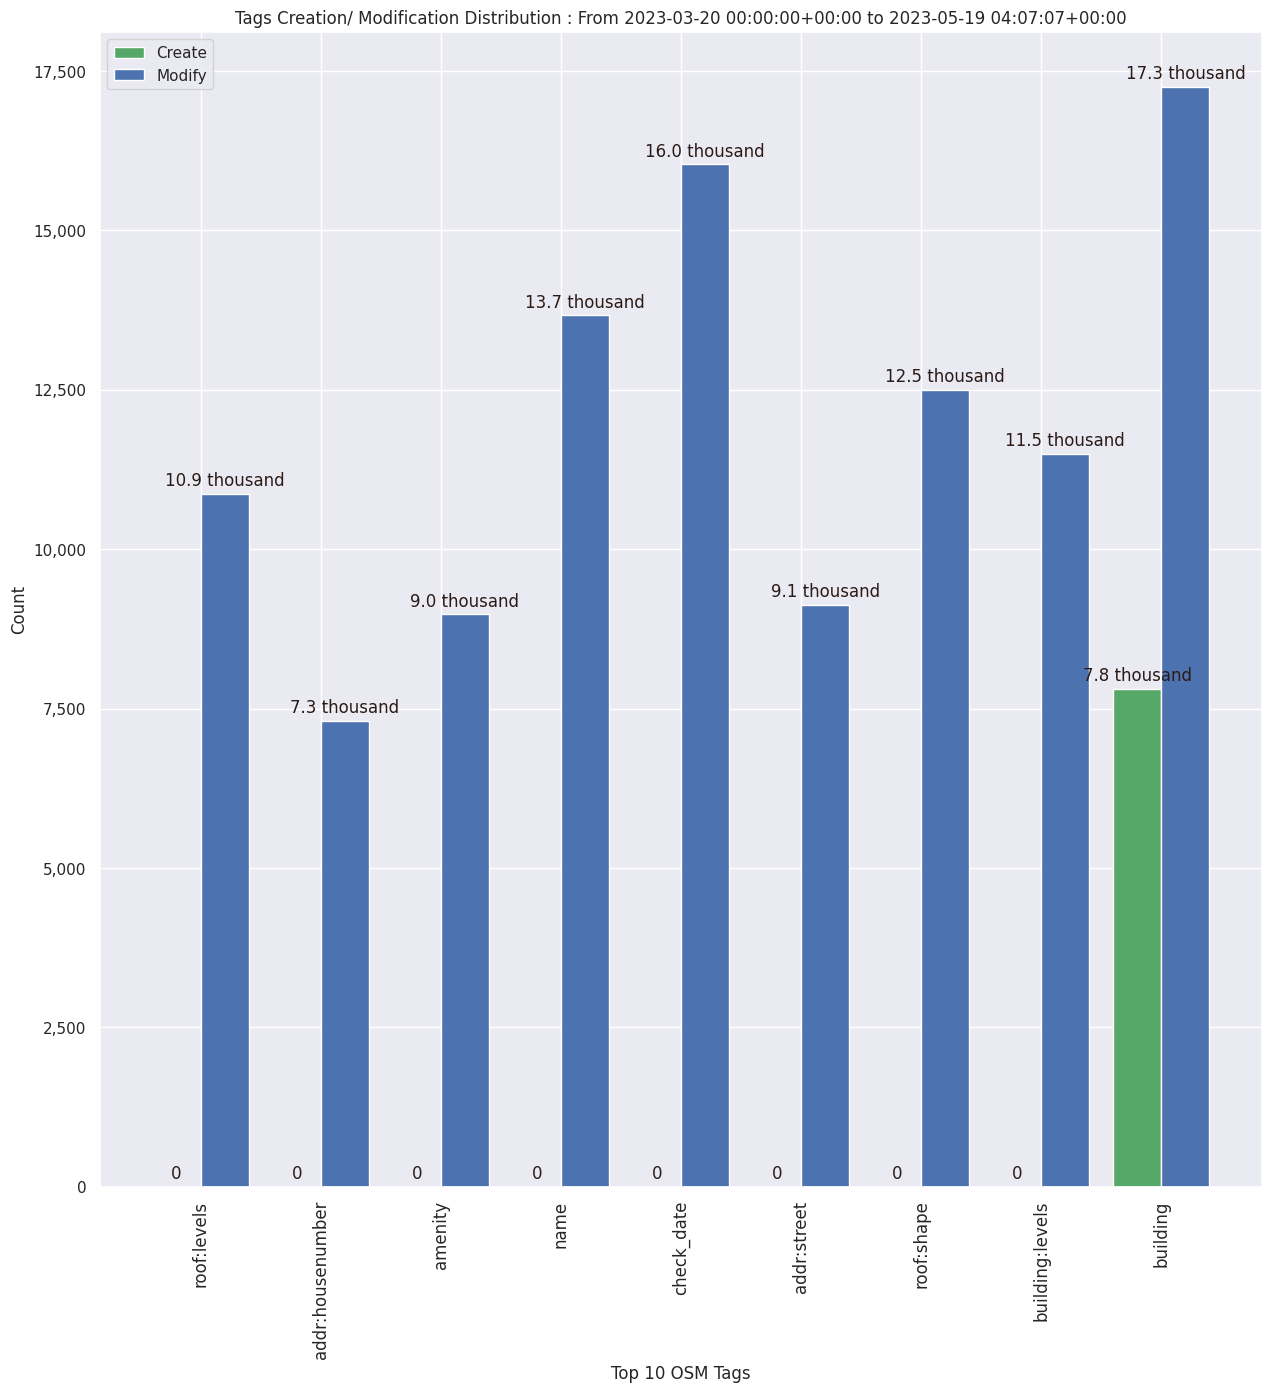 Tags Creation/ Modification Distribution : From 2023-03-20 00:00:00+00:00 to 2023-05-19 04:07:07+00:00
Create
Modify
17,500
15,000
12,500
10,000
7,500
5,000
2,500
0
Count
0
10.9 thousand
0
7.3 thousand
0
9.0 thousand
0
13.7 thousand
0
16.0 thousand
0
9.1 thousand
0
12.5 thousand
0
11.5 thousand
7.8 thousand
17.3 thousand
roof:levels
addr:housenumber
amenity
name
check_date
addr:street
roof:shape
building:levels
building
Top 10 OSM Tags